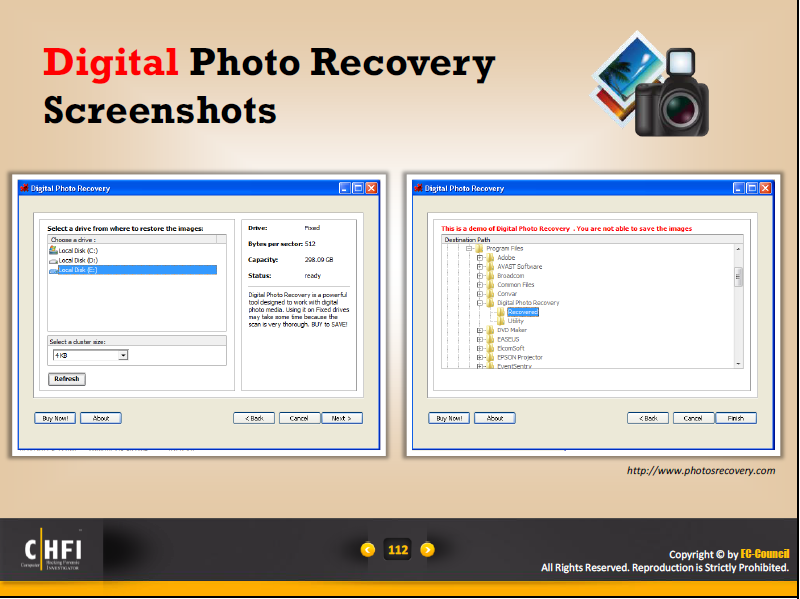 Digital Photo Recovery
Screenshots
Digital Photo Recovery
Select a drive from where to restore the images:
Choose a drive :
Local Disk (C:)
Local Disk (D:)
Local Disk (E:)
Select a cluster size:
4 KB
Refresh
Drive: Fixed
Bytes per sector: 512
Capacity: 298.09 GB
Status: ready
Digital Photo Recovery is a powerful
tool designed to work with digital
photo media. Using it on Fixed drives
may take some time because the
scan is very thorough. BUY to SAVE!
Buy Now! About < Back Cancel Next >
Digital Photo Recovery
This is a demo of Digital Photo Recovery . You are not able to save the images
Destination Path
Program Files
Adobe
AVAST Software
Broadcom
Common Files
Convar
Digital Photo Recovery
Recovered
Utility
DVD Maker
EASEUS
ElcomSoft
EPSON Projector
EventSentry
Buy Now! About < Back Cancel Finish
http://www.photosrecovery.com
CHFI
Computer Hacking Forensic
INVESTIGATOR
112
Copyright © by EC-Council
All Rights Reserved. Reproduction is Strictly Prohibited.